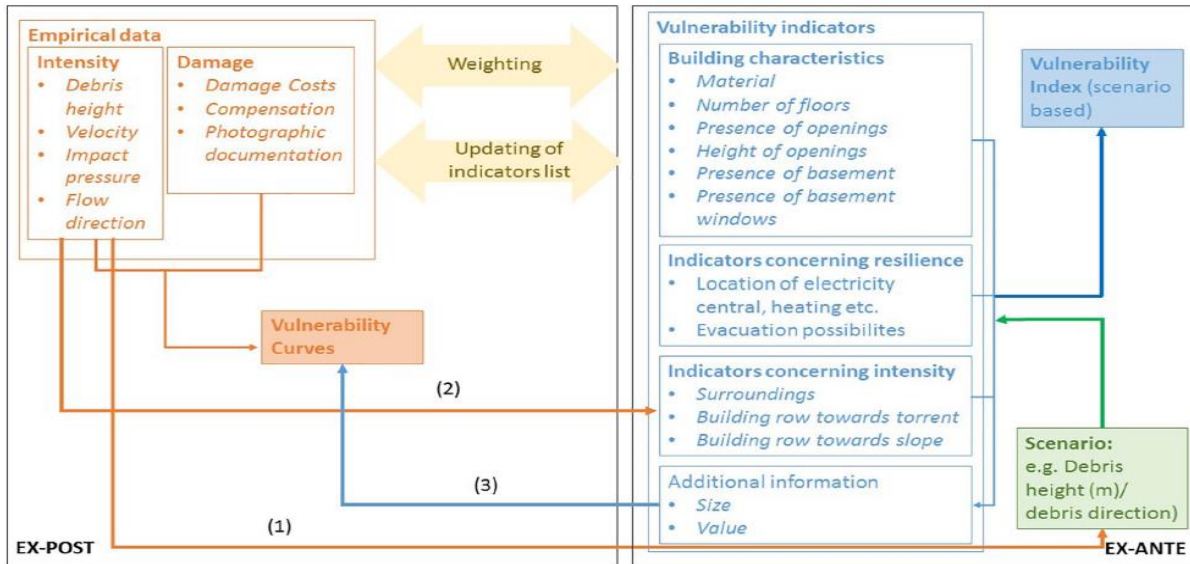 Empirical data
Intensity
• Debris
height
• Velocity
• Impact
pressure
• Flow
direction
Damage
• Damage Costs
• Compensation
• Photographic
documentation
Weighting
Updating of
indicators list
Vulnerability
Curves
(2)
(3)
(1)
EX-POST
Vulnerability indicators
Building characteristics
• Material
• Number of floors
• Presence of openings
• Height of openings
• Presence of basement
• Presence of basement
windows
Indicators concerning resilience
• Location of electricity
central, heating etc.
• Evacuation possibilites
Indicators concerning intensity
• Surroundings
• Building row towards torrent
• Building row towards slope
Additional information
• Size
• Value
Vulnerability
Index (scenario
based)
Scenario:
e.g. Debris
height (m)/
debris direction)
EX-ANTE